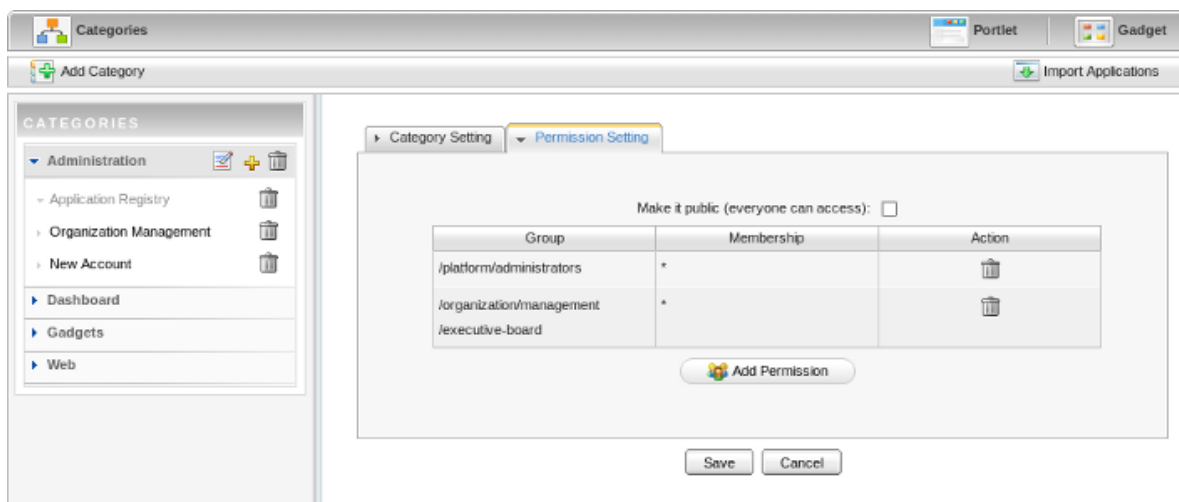 Categories
Portlet
Gadget
Add Category
Import Applications
CATEGORIES
Administration
Application Registry
Organization Management
New Account
Dashboard
Gadgets
Web
Category Setting
Permission Setting
Make it public (everyone can access):
Group Membership Action
/platform/administrators *
/organization/management *
/executive-board
Add Permission
Save Cancel